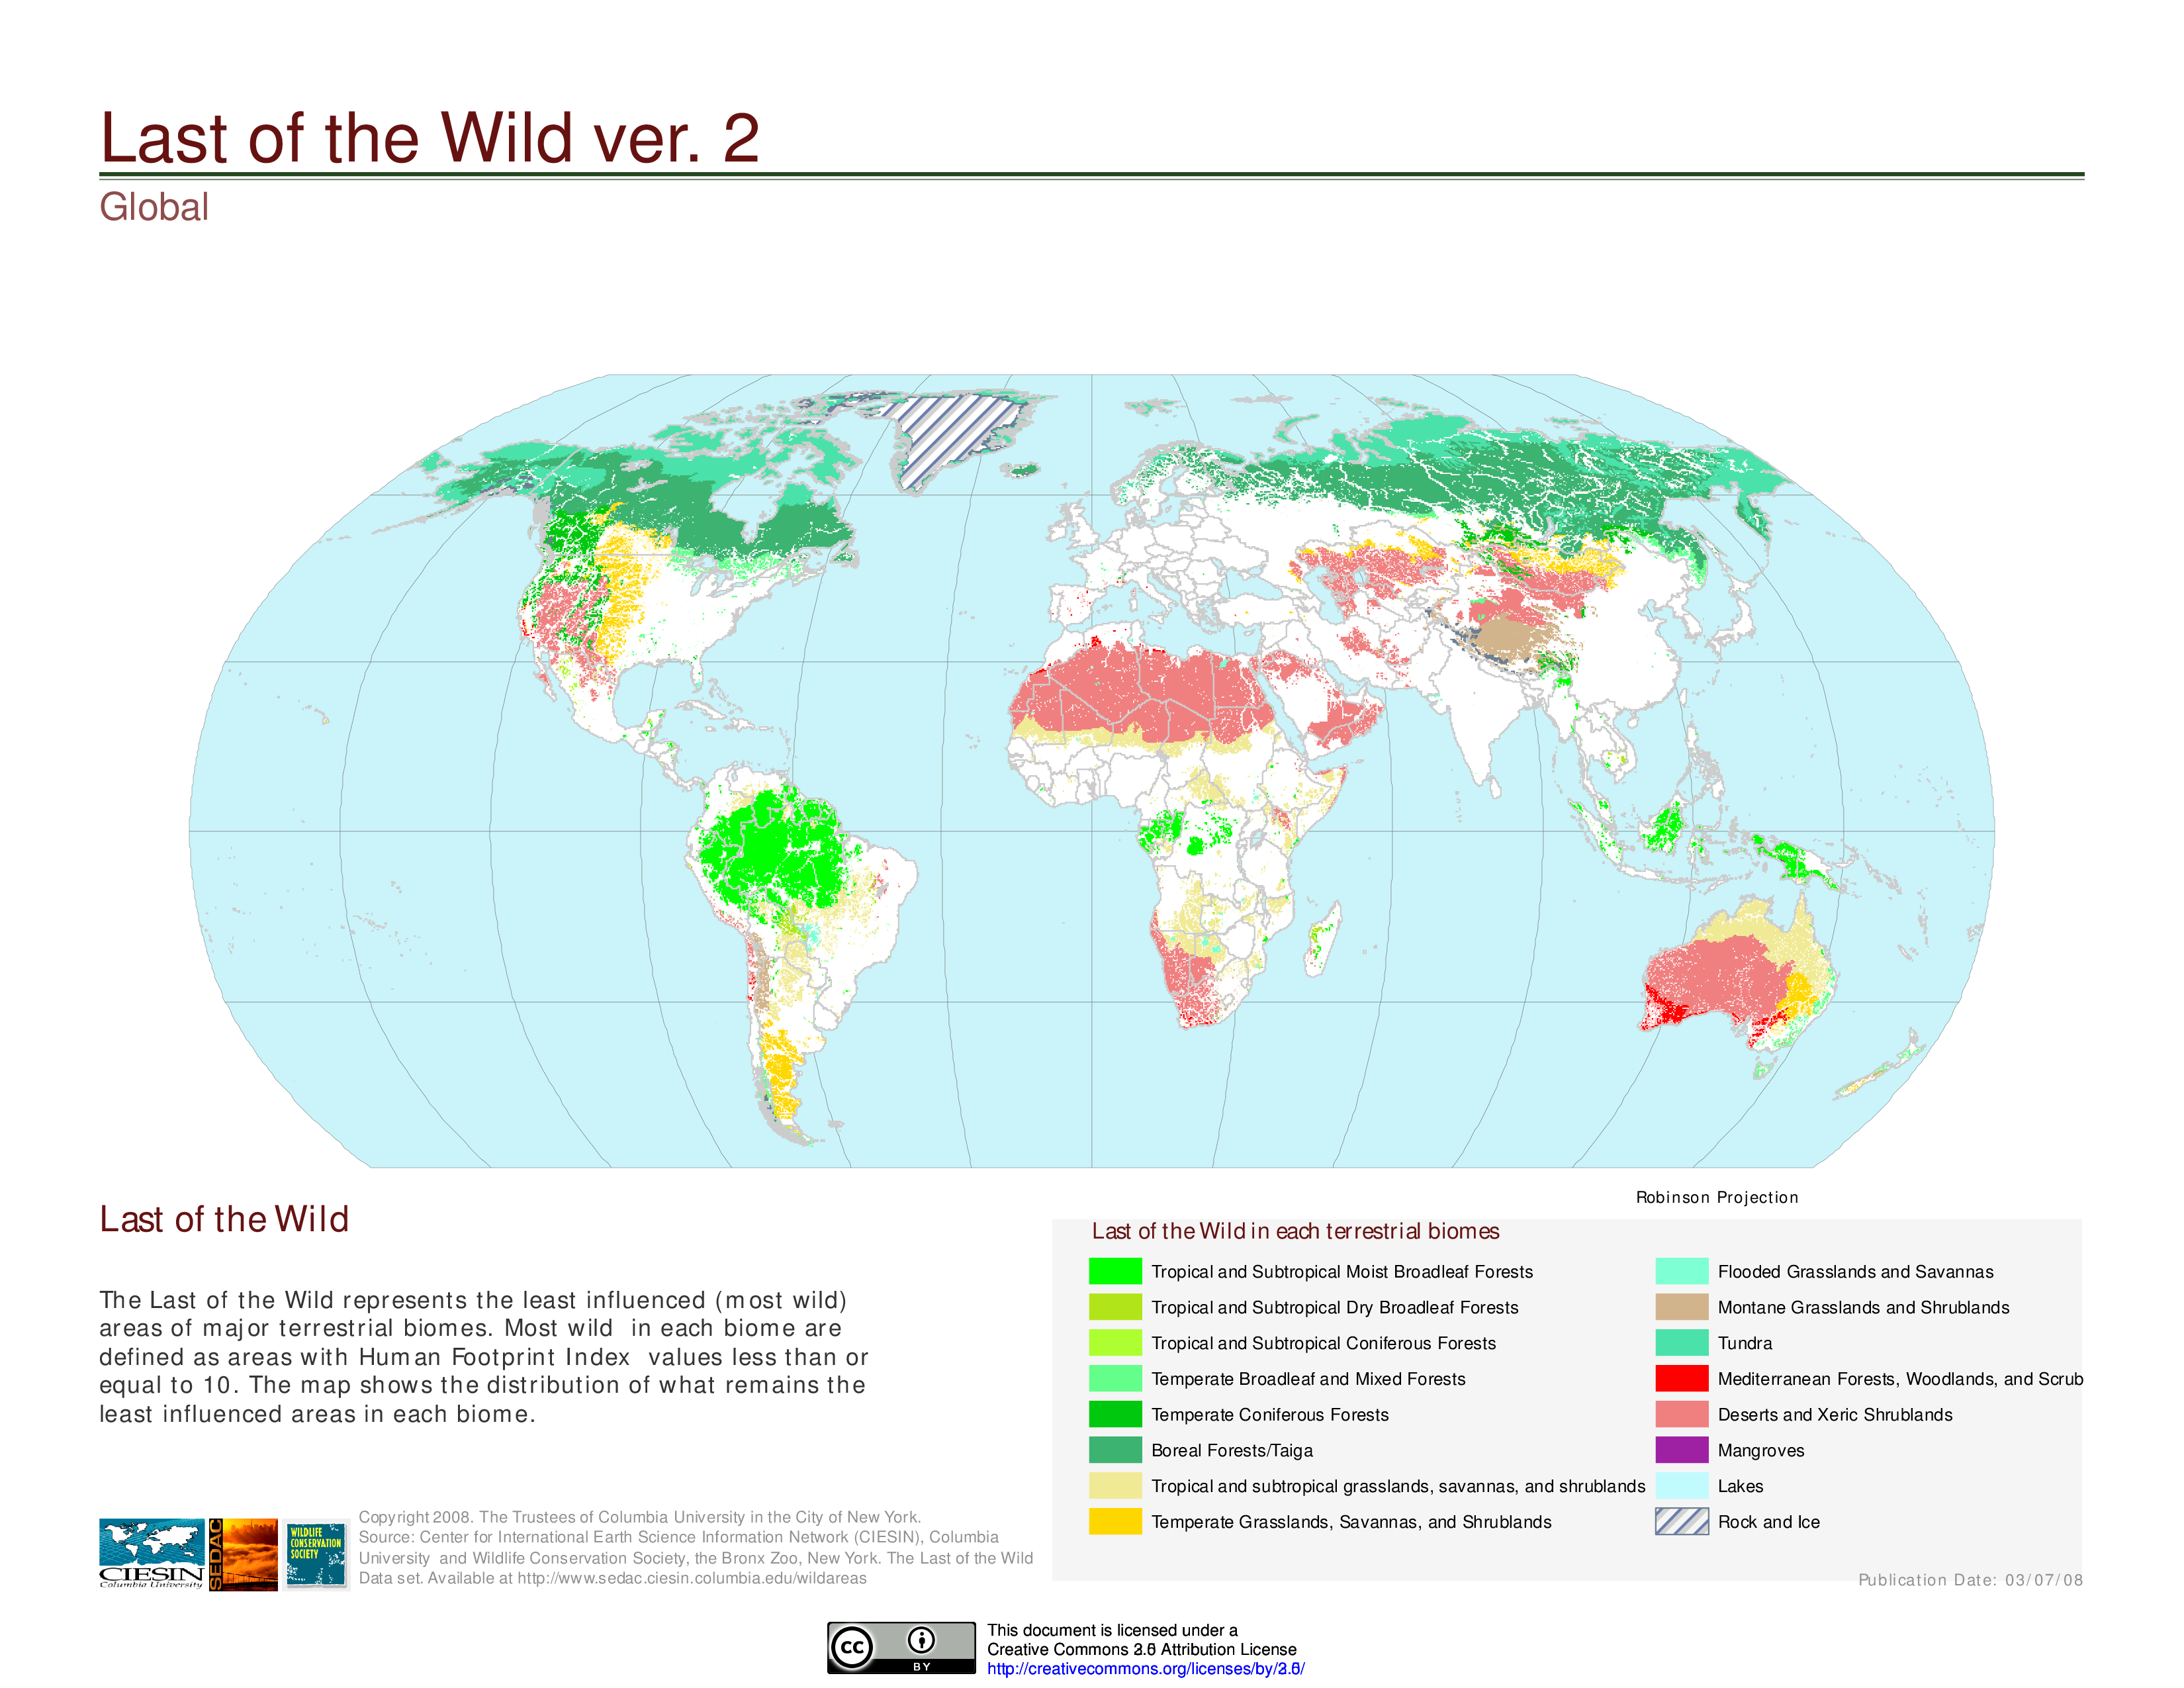 Last of the Wild ver. 2
Global
Robinson Projection
Last of the Wild
The Last of the Wild represents the least influenced (most wild)
areas of major terrestrial biomes. Most wild in each biome are
defined as areas with Human Footprint Index values less than or
equal to 10. The map shows the distribution of what remains the
least influenced areas in each biome.
Last of the Wild in each terrestrial biomes
Tropical and Subtropical Moist Broadleaf Forests
Tropical and Subtropical Dry Broadleaf Forests
Tropical and Subtropical Coniferous Forests
Temperate Broadleaf and Mixed Forests
Temperate Coniferous Forests
Boreal Forests/Taiga
Tropical and subtropical grasslands, savannas, and shrublands
Temperate Grasslands, Savannas, and Shrublands
Flooded Grasslands and Savannas
Montane Grasslands and Shrublands
Tundra
Mediterranean Forests, Woodlands, and Scrub
Deserts and Xeric Shrublands
Mangroves
Lakes
Rock and Ice
CIESIN
Columbia University
SEDAC
WILDLIFE
CONSERVATION
SOCIETY
Copyright 2008. The Trustees of Columbia University in the City of New York.
Source: Center for International Earth Science Information Network (CIESIN), Columbia
University and Wildlife Conservation Society, the Bronx Zoo, New York. The Last of the Wild
Data set. Available at http://www.sedac.ciesin.columbia.edu/wildareas
Publication Date: 03/07/08
cc
BY
This document is licensed under a
Creative Commons Attribution License
http://creativecommons.org/licenses/by/